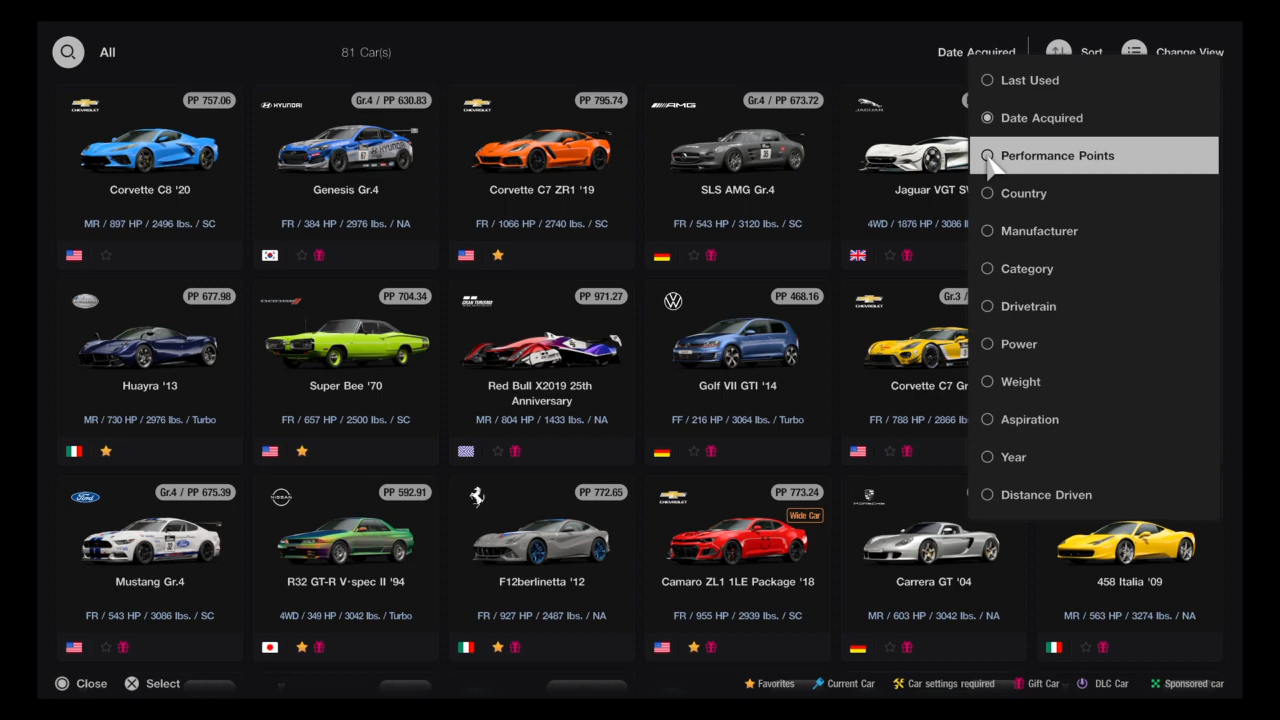 All
81 Car(s)
Date Acquired
Sort
Change View
Last Used
Date Acquired
Performance Points
Country
Manufacturer
Category
Drivetrain
Power
Weight
Aspiration
Year
Distance Driven
CHEVROLET
PP 757.06
Corvette C8 '20
MR / 897 HP / 2496 lbs. / SC
HYUNDAI
Gr.4 / PP 630.83
Genesis Gr.4
FR / 384 HP / 2976 lbs. / NA
CHEVROLET
PP 795.74
Corvette C7 ZR1 '19
FR / 1066 HP / 2740 lbs. / SC
AMG
Gr.4 / PP 673.72
SLS AMG Gr.4
FR / 543 HP / 3120 lbs. / SC
JAGUAR
Jaguar VGT
4WD / 1876 HP / 3086
PP 677.98
Huayra '13
MR / 730 HP / 2976 lbs. / Turbo
DODGE
PP 704.34
Super Bee '70
FR / 657 HP / 2500 lbs. / SC
GRAN TURISMO
PP 971.27
Red Bull X2019 25th
Anniversary
MR / 804 HP / 1433 lbs. / NA
PP 468.16
Golf VII GTI '14
FF / 216 HP / 3064 lbs. / Turbo
CHEVROLET
Gr.3 /
Corvette C7 Gr
FR / 788 HP / 2866 lb
Ford
Gr.4 / PP 675.39
Mustang Gr.4
FR / 543 HP / 3086 lbs. / SC
NISSAN
PP 592.91
R32 GT-R V·spec II '94
4WD / 349 HP / 3042 lbs. / Turbo
PP 772.65
F12berlinetta '12
FR / 927 HP / 2487 lbs. / NA
CHEVROLET
PP 773.24
Wide Car
Camaro ZL1 1LE Package '18
FR / 955 HP / 2939 lbs. / SC
PORSCHE
Carrera GT '04
MR / 603 HP / 3042 lbs. / NA
458 Italia '09
MR / 563 HP / 3274 lbs. / NA
Close
Select
Favorites
Current Car
Car settings required
Gift Car
DLC Car
Sponsored car